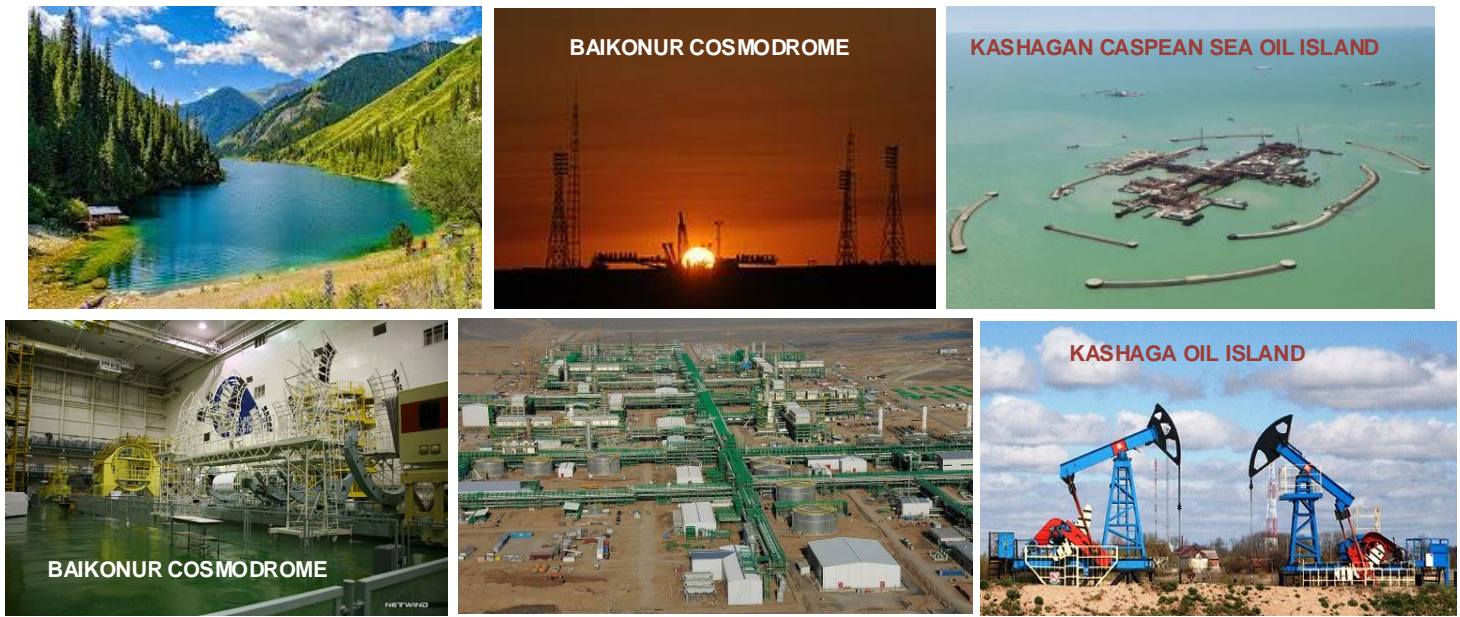 BAIKONUR COSMODROME
KASHAGAN CASPEAN SEA OIL ISLAND
KASHAGA OIL ISLAND
BAIKONUR COSMODROME
NETWIND